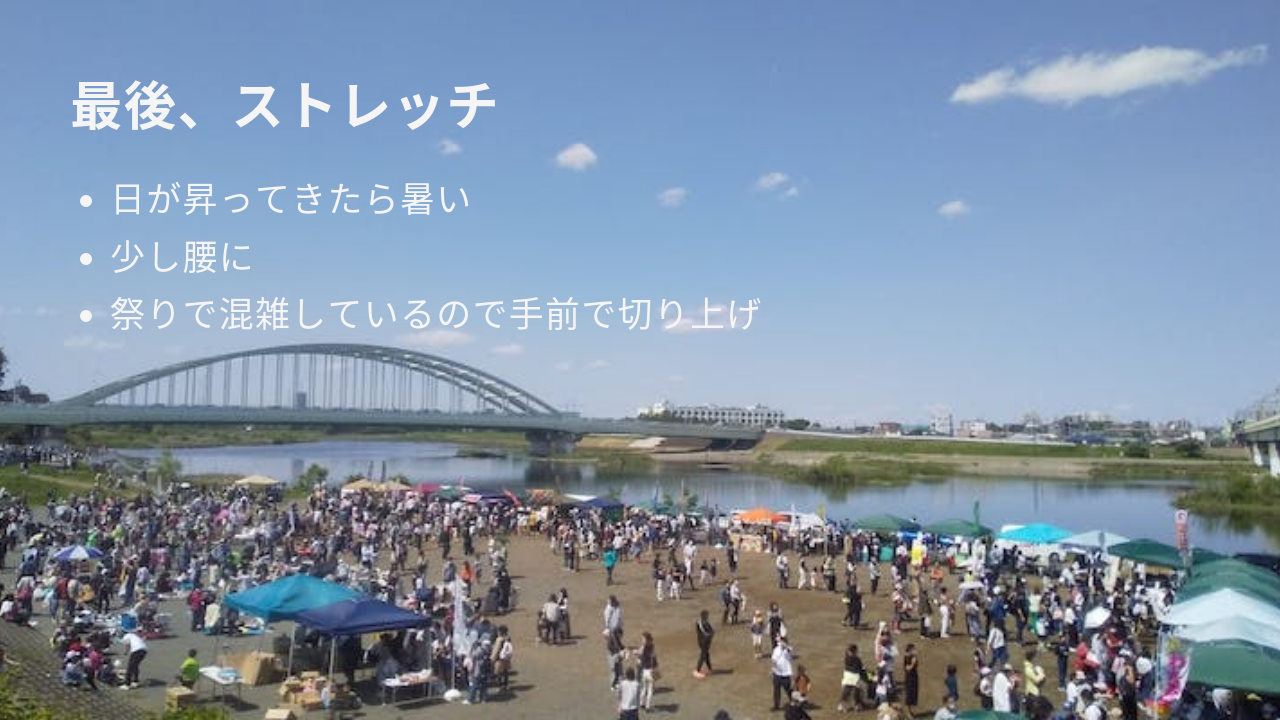 最後、ストレッチ
• 日が昇ってきたら暑い
• 少し腰に
• 祭りで混雑しているので手前で切り上げ